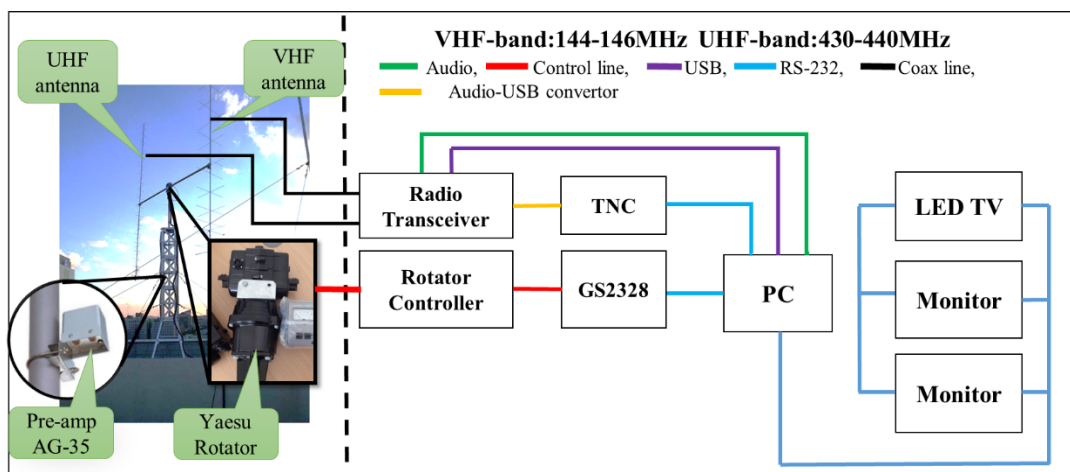 UHF
antenna
VHF
antenna
VHF-band:144-146MHz UHF-band:430-440MHz
Audio, Control line, USB, RS-232, Coax line,
Audio-USB convertor
Radio
Transceiver
TNC
LED TV
Rotator
Controller
GS2328
PC
Monitor
Monitor
Pre-amp
AG-35
Yaesu
Rotator